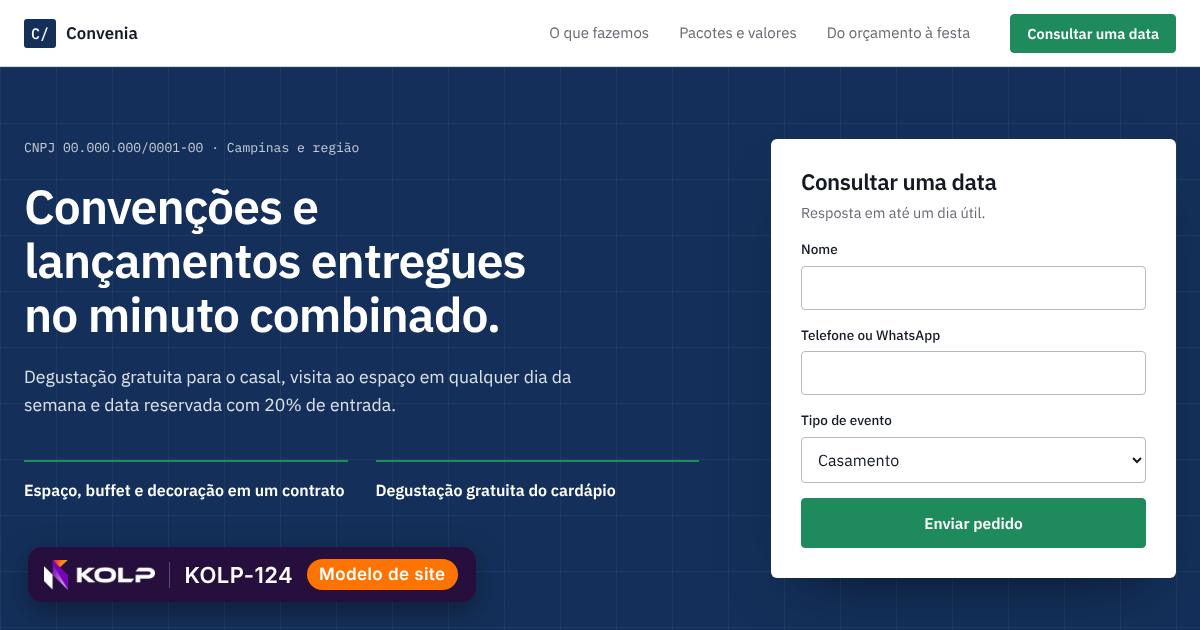 C/ Convenia
O que fazemos
Pacotes e valores
Do orçamento à festa
Consultar uma data
CNPJ 00.000.000/0001-00 · Campinas e região
Convenções e
lançamentos entregues
no minuto combinado.
Degustação gratuita para o casal, visita ao espaço em qualquer dia da
semana e data reservada com 20% de entrada.
Espaço, buffet e decoração em um contrato
Degustação gratuita do cardápio
Consultar uma data
Resposta em até um dia útil.
Nome
Telefone ou WhatsApp
Tipo de evento
Casamento
Enviar pedido
KOLP
KOLP-124
Modelo de site